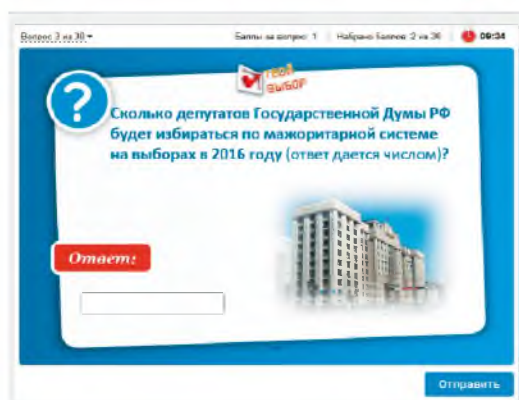 Вопрос 3 из 30
Баллы за вопрос: 1
Набрано баллов: 2 из 30
09:34
ТВОЙ
ВЫБОР
?
Сколько депутатов Государственной Думы РФ
будет избираться по мажоритарной системе
на выборах в 2016 году (ответ дается числом)?
Ответ:
Отправить